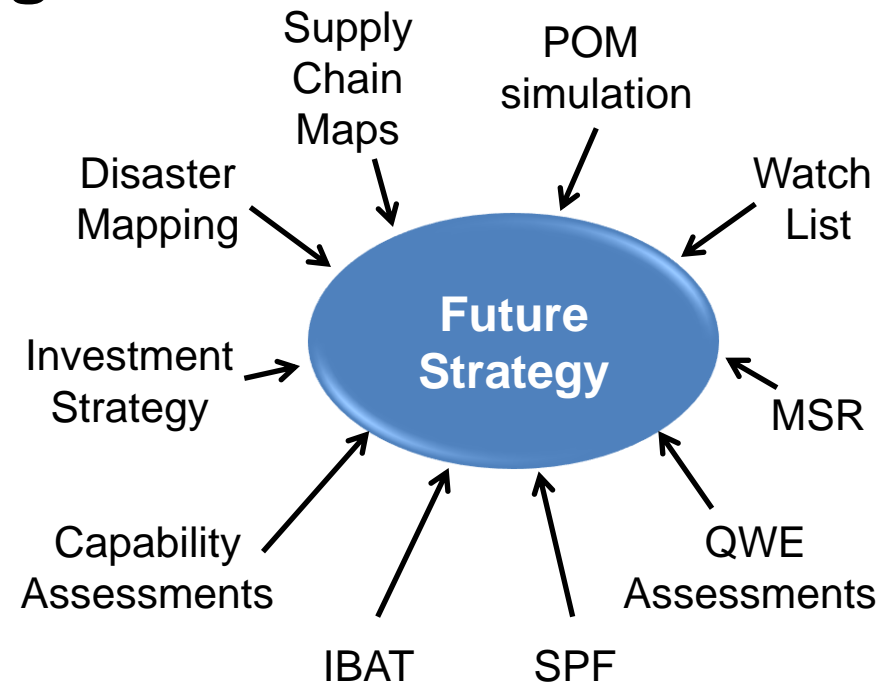 Supply
Chain
Maps
POM
simulation
Disaster
Mapping
Watch
List
Future
Strategy
Investment
Strategy
MSR
Capability
Assessments
QWE
Assessments
IBAT
SPF